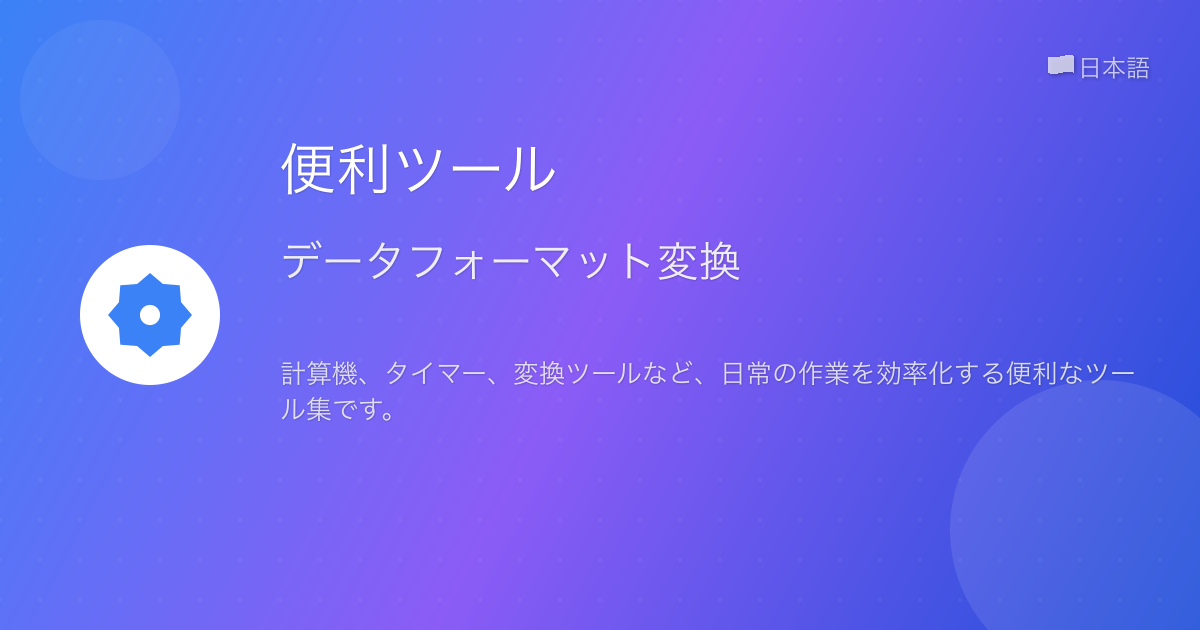 日本語
便利ツール
データフォーマット変換
計算機、タイマー、変換ツールなど、日常の作業を効率化する便利なツー
ル集です。